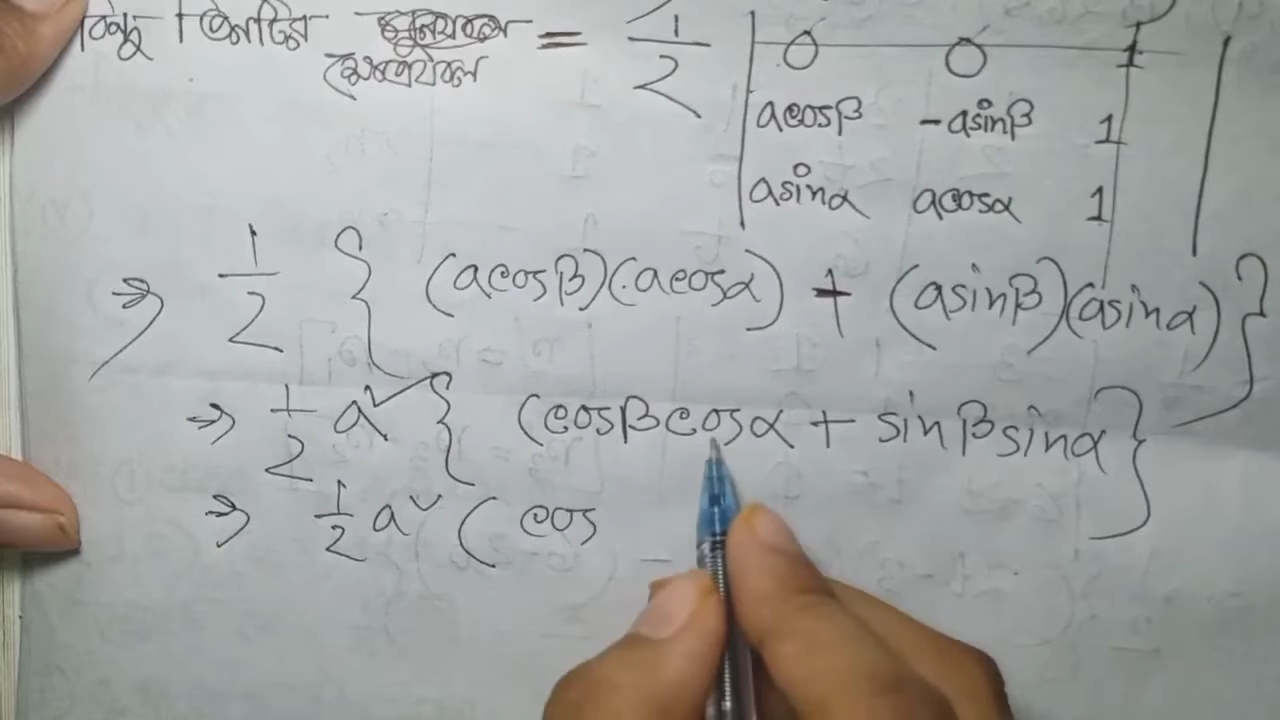 বিন্দু তিনটির = 1/2 | 0 0 1
ক্ষেত্রফল
acosβ -asinβ 1
asinα acosα 1 |
⇒ 1/2 { (acosβ)(acosα) + (asinβ)(asinα) }
⇒ 1/2 a² { (cosβcosα + sinβsinα }
⇒ 1/2 a² ( cos